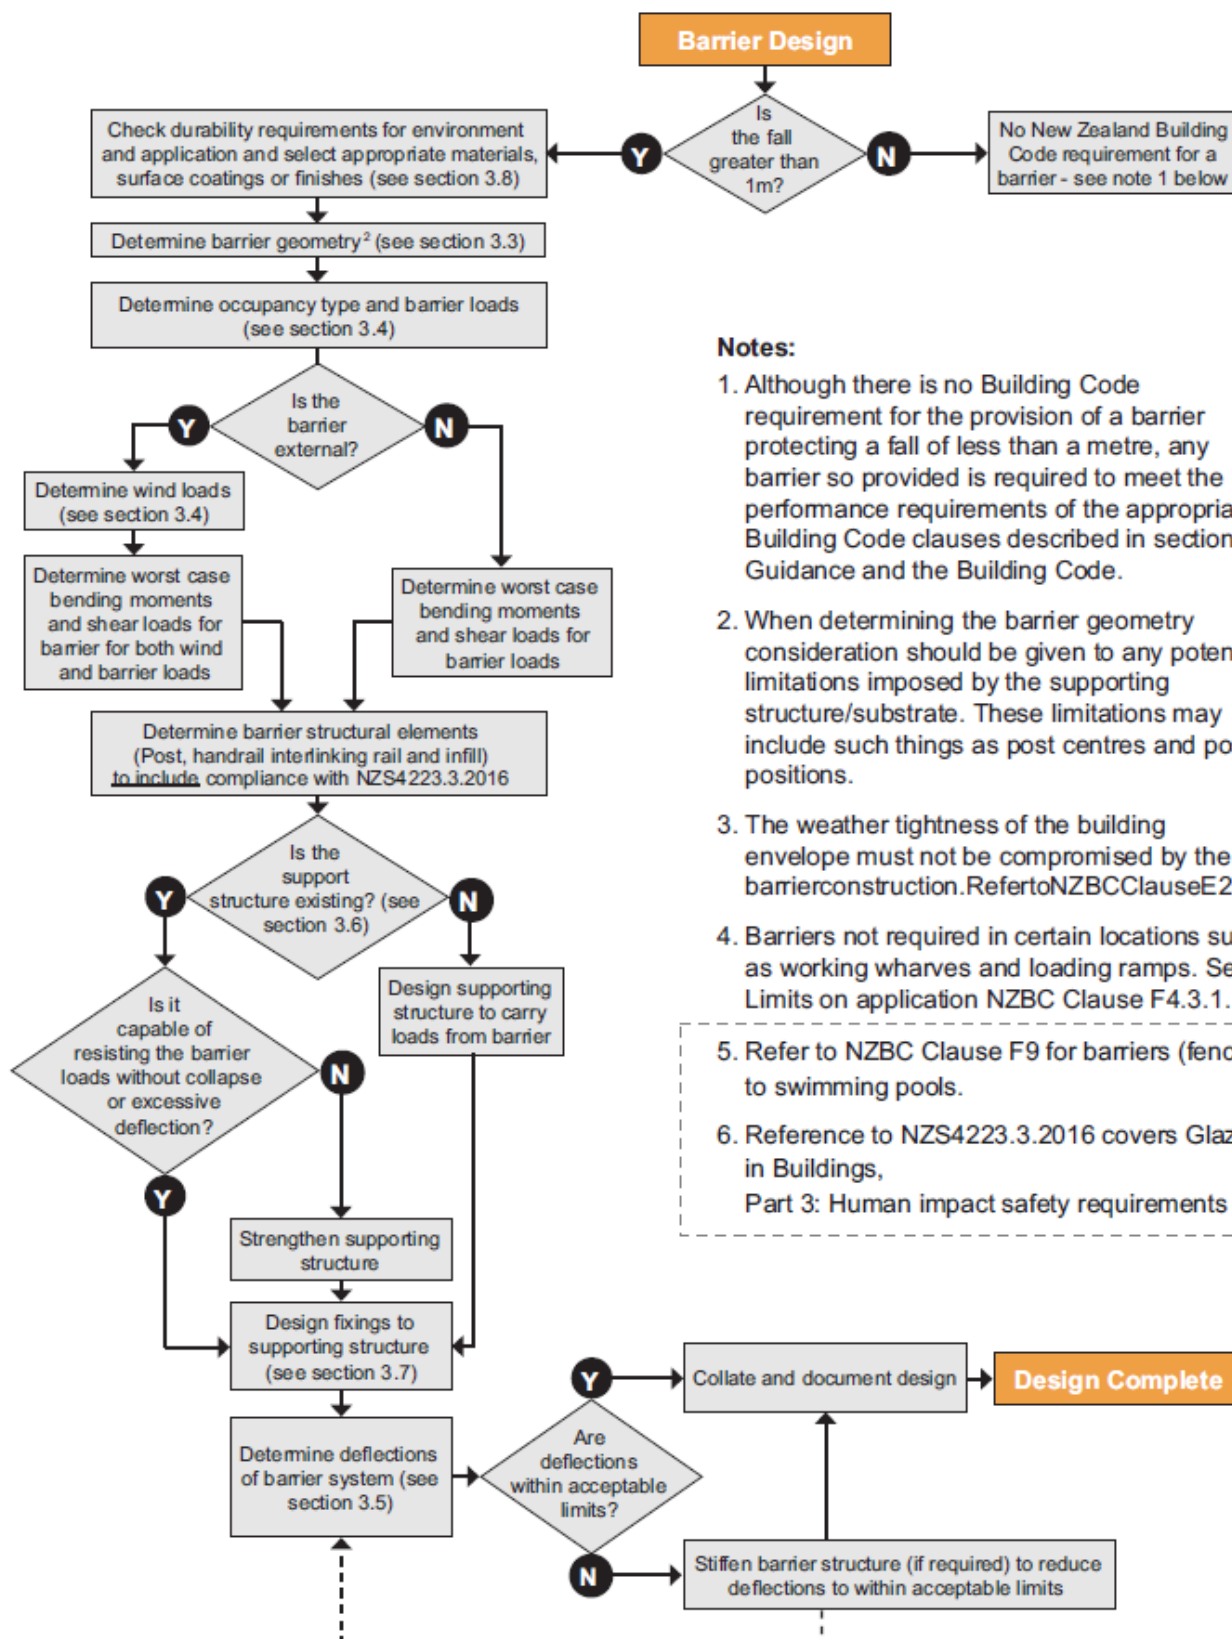 Barrier Design
Is
the fall
greater than
1m?
Y
N
No New Zealand Building
Code requirement for a
barrier - see note 1 below
Check durability requirements for environment
and application and select appropriate materials,
surface coatings or finishes (see section 3.8)
Determine barrier geometry² (see section 3.3)
Determine occupancy type and barrier loads
(see section 3.4)
Is the
barrier
external?
Y
N
Determine wind loads
(see section 3.4)
Determine worst case
bending moments
and shear loads for
barrier for both wind
and barrier loads
Determine worst case
bending moments
and shear loads for
barrier loads
Determine barrier structural elements
(Post, handrail interlinking rail and infill)
to include compliance with NZS4223.3.2016
Is the
support
structure existing? (see
section 3.6)
Y
N
Is it
capable of
resisting the barrier
loads without collapse
or excessive
deflection?
N
Y
Design supporting
structure to carry
loads from barrier
Strengthen supporting
structure
Design fixings to
supporting structure
(see section 3.7)
Determine deflections
of barrier system (see
section 3.5)
Are
deflections
within acceptable
limits?
Y
N
Collate and document design
Design Complete
Stiffen barrier structure (if required) to reduce
deflections to within acceptable limits
Notes:
1. Although there is no Building Code
requirement for the provision of a barrier
protecting a fall of less than a metre, any
barrier so provided is required to meet the
performance requirements of the
Building Code clauses described in section
Guidance and the Building Code.
2. When determining the barrier geometry
consideration should be given to any
limitations imposed by the supporting
structure/substrate. These limitations may
include such things as post centres and
positions.
3. The weather tightness of the building
envelope must not be compromised by the
barrierconstruction.RefertoNZBCClauseE2
4. Barriers not required in certain locations
as working wharves and loading ramps.
Limits on application NZBC Clause F4.3.1.
5. Refer to NZBC Clause F9 for barriers
to swimming pools.
6. Reference to NZS4223.3.2016 covers
in Buildings,
Part 3: Human impact safety requirements